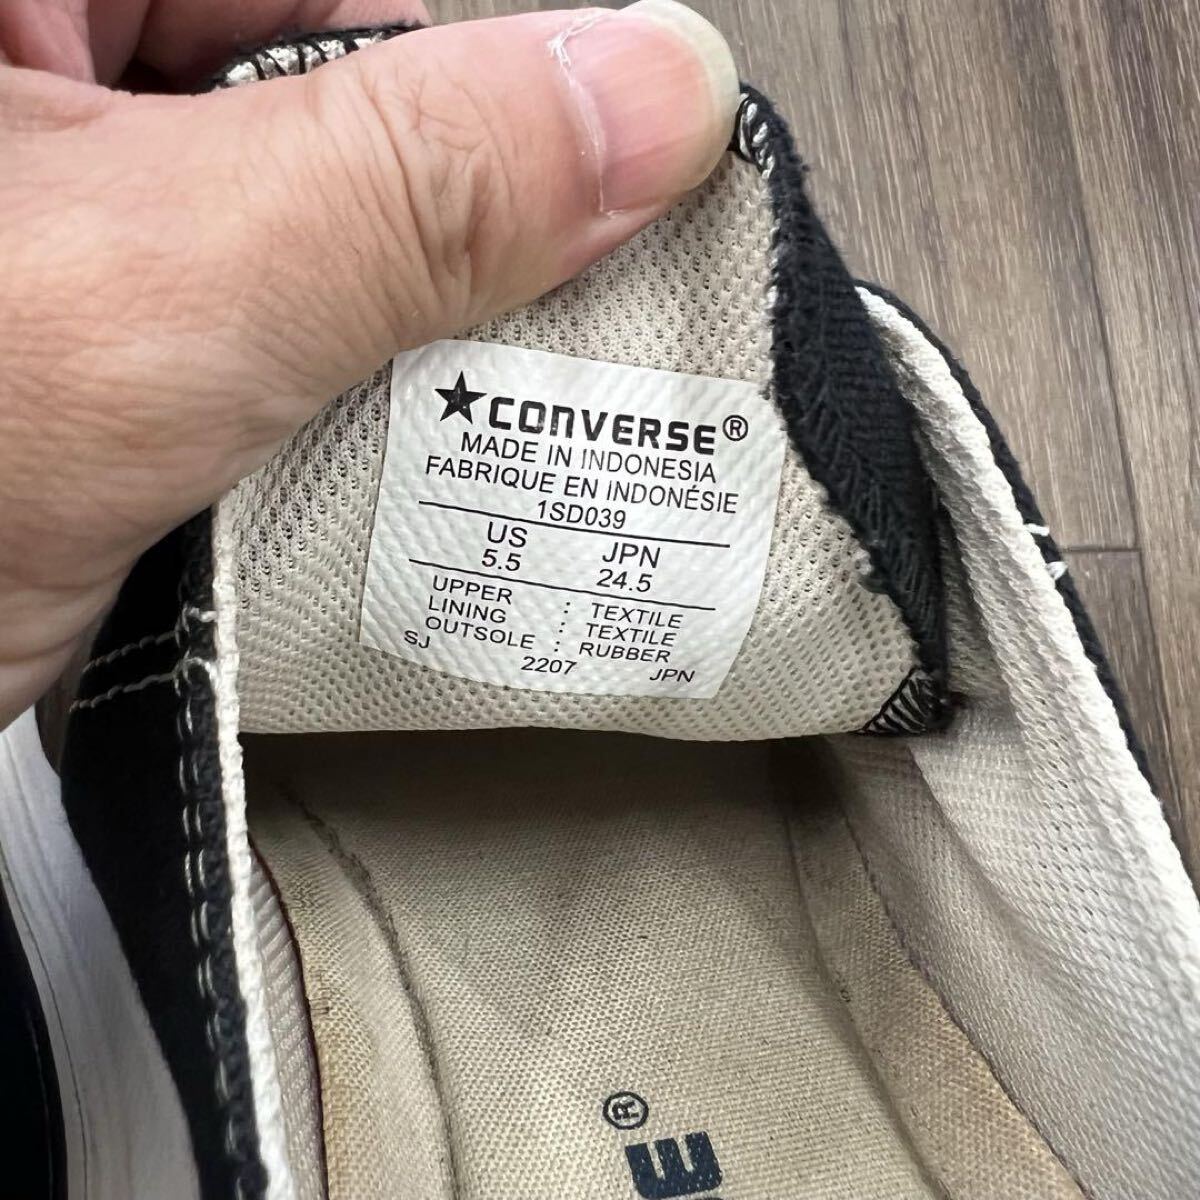 ★CONVERSE®
MADE IN INDONESIA
FABRIQUE EN INDONÉSIE
1SD039
US JPN
5.5 24.5
UPPER : TEXTILE
LINING : TEXTILE
OUTSOLE : RUBBER
SJ 2207 JPN
®